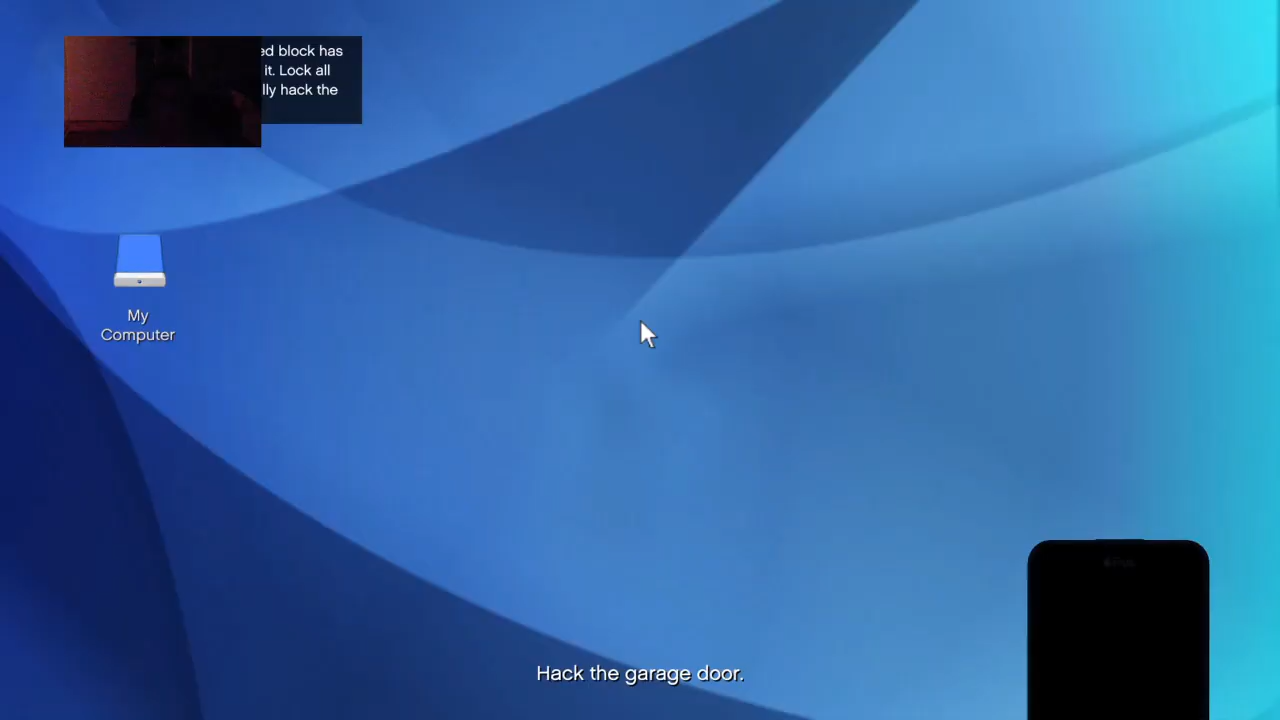 ed block has
it. Lock all
lly hack the
My
Computer
Hack the garage door.